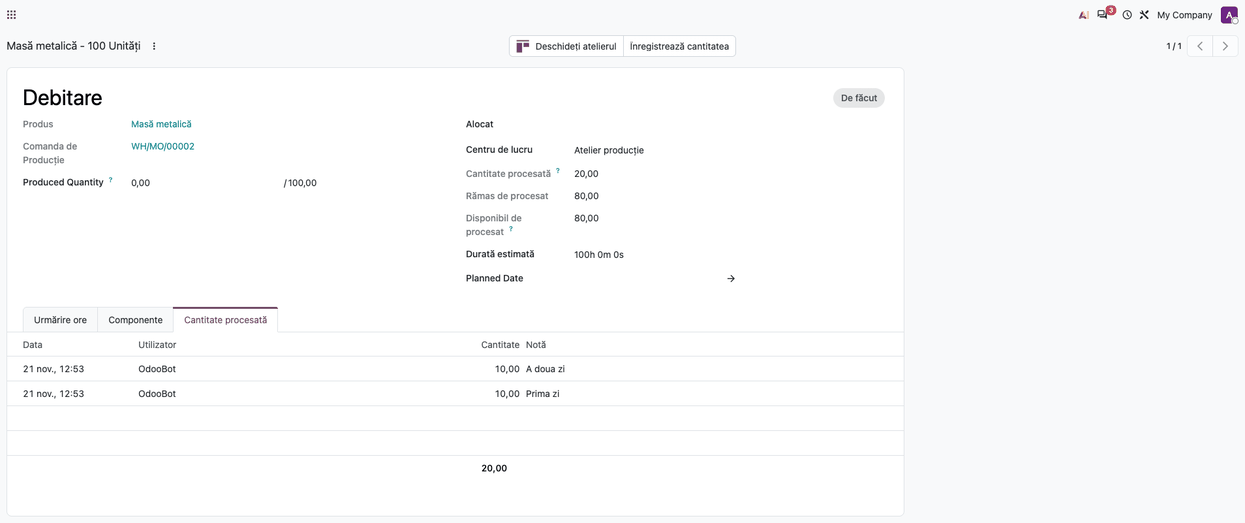 AI 3 My Company A
Masă metalică - 100 Unități
Deschideți atelierul
Înregistrează cantitatea
1 / 1
Debitare
De făcut
Produs Masă metalică
Comanda de
Producție
WH/MO/00002
Produced Quantity ? 0,00 / 100,00
Alocat
Centru de lucru Atelier producție
Cantitate procesată ? 20,00
Rămas de procesat 80,00
Disponibil de
procesat ?
80,00
Durată estimată 100h 0m 0s
Planned Date
Urmărire ore Componente Cantitate procesată
Data Utilizator Cantitate Notă
21 nov., 12:53 OdooBot 10,00 A doua zi
21 nov., 12:53 OdooBot 10,00 Prima zi
20,00